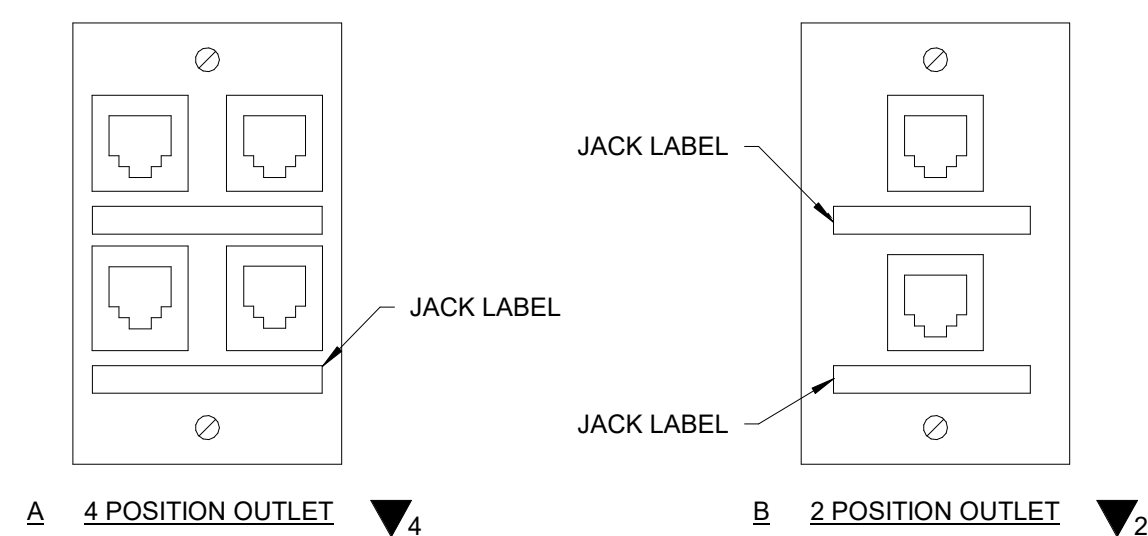 JACK LABEL
JACK LABEL
JACK LABEL
A 4 POSITION OUTLET 4
B 2 POSITION OUTLET 2